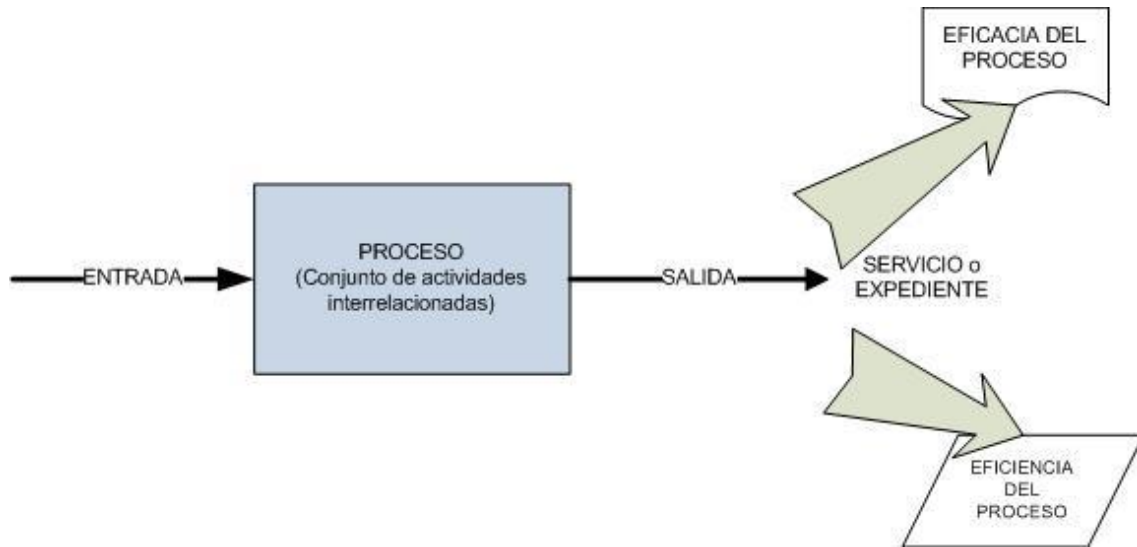 EFICACIA DEL
PROCESO
ENTRADA
PROCESO
(Conjunto de actividades
interrelacionadas)
SALIDA
SERVICIO o
EXPEDIENTE
EFICIENCIA
DEL
PROCESO